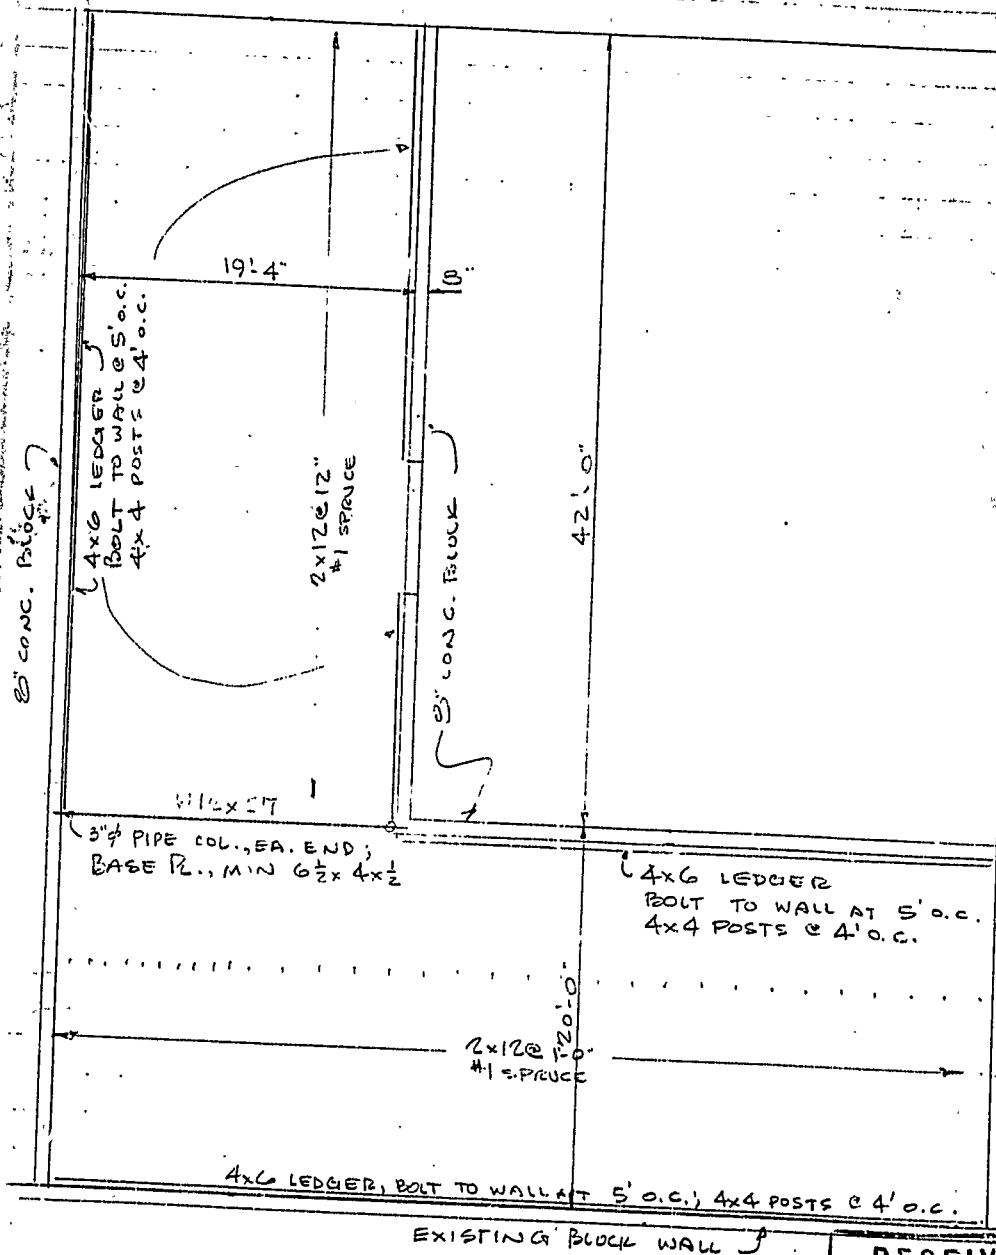 19'-4"
8"
4x6 LEDGER
BOLT TO WALL @ 5' o.c.
4x4 POSTS @ 4' o.c.
8" CONC. BLOCK
2x12@12"
#1 SPRUCE
8" CONC. BLOCK
42'-0"
3"ϕ PIPE COL., EA. END;
BASE PL., MIN 6½ x 4 x ½
4x6 LEDGER
BOLT TO WALL AT 5' o.c.
4x4 POSTS @ 4' o.c.
20'-0"
2x12@ 1'-0"
#1 SPRUCE
4x6 LEDGER, BOLT TO WALL AT 5' o.c.; 4x4 POSTS @ 4' o.c.
EXISTING BLOCK WALL